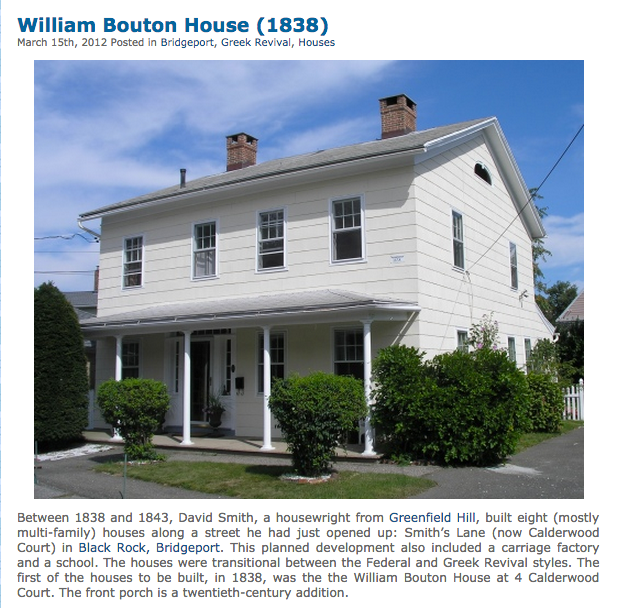 William Bouton House (1838)
March 15th, 2012 Posted in Bridgeport, Greek Revival, Houses
Between 1838 and 1843, David Smith, a housewright from Greenfield Hill, built eight (mostly
multi-family) houses along a street he had just opened up: Smith's Lane (now Calderwood
Court) in Black Rock, Bridgeport. This planned development also included a carriage factory
and a school. The houses were transitional between the Federal and Greek Revival styles. The
first of the houses to be built, in 1838, was the the William Bouton House at 4 Calderwood
Court. The front porch is a twentieth-century addition.